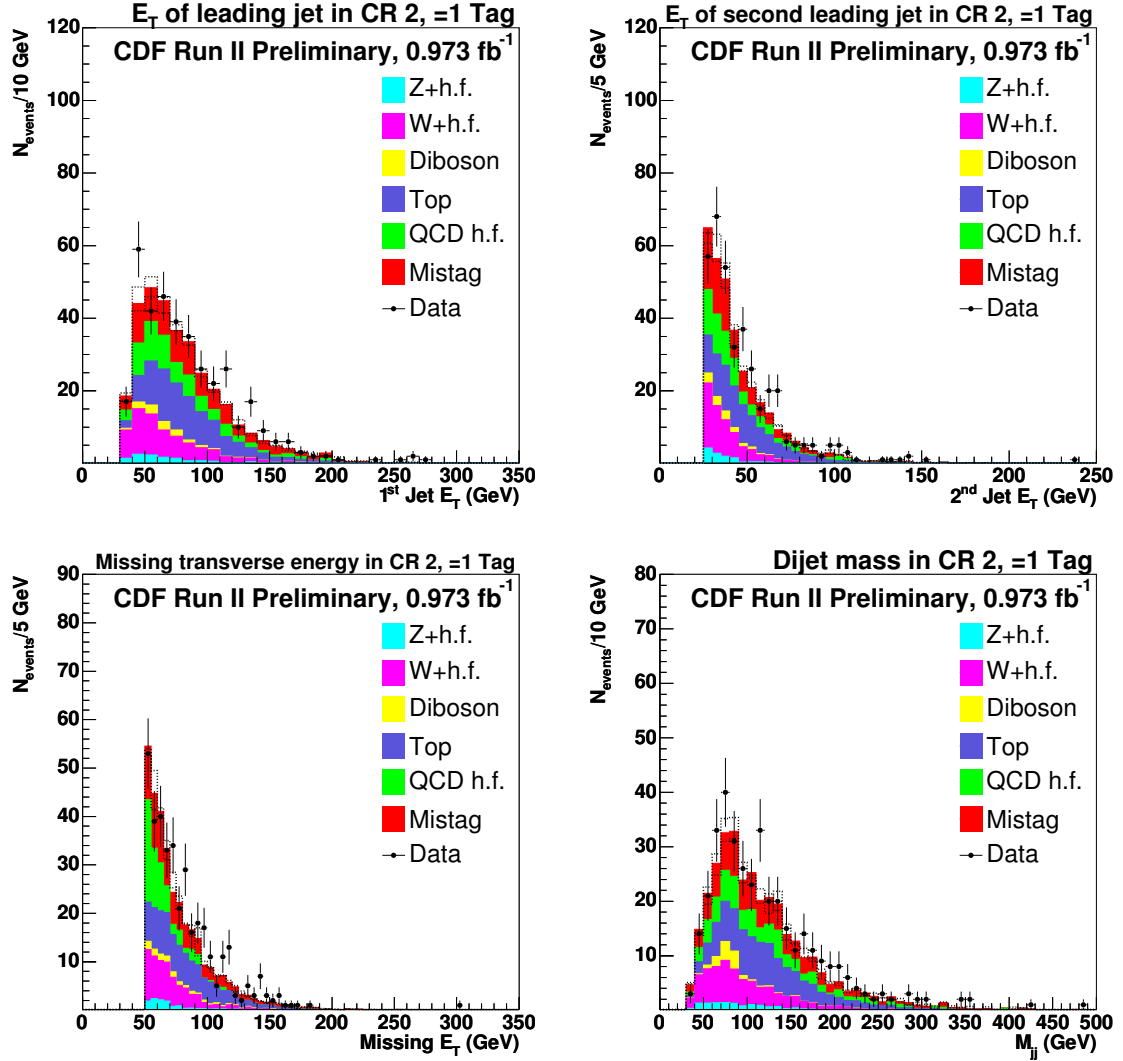 E_T of leading jet in CR 2, =1 Tag
N_events/10 GeV
CDF Run II Preliminary, 0.973 fb^-1
Z+h.f.
W+h.f.
Diboson
Top
QCD h.f.
Mistag
Data
120
100
80
60
40
20
0 50 100 150 200 250 300 350
1^st Jet E_T (GeV)
E_T of second leading jet in CR 2, =1 Tag
N_events/5 GeV
CDF Run II Preliminary, 0.973 fb^-1
Z+h.f.
W+h.f.
Diboson
Top
QCD h.f.
Mistag
Data
120
100
80
60
40
20
0 50 100 150 200 250
2^nd Jet E_T (GeV)
Missing transverse energy in CR 2, =1 Tag
N_events/5 GeV
CDF Run II Preliminary, 0.973 fb^-1
Z+h.f.
W+h.f.
Diboson
Top
QCD h.f.
Mistag
Data
90
80
70
60
50
40
30
20
10
0 50 100 150 200 250 300 350
Missing E_T (GeV)
Dijet mass in CR 2, =1 Tag
N_events/10 GeV
CDF Run II Preliminary, 0.973 fb^-1
Z+h.f.
W+h.f.
Diboson
Top
QCD h.f.
Mistag
Data
80
70
60
50
40
30
20
10
0 50 100 150 200 250 300 350 400 450 500
M_jj (GeV)